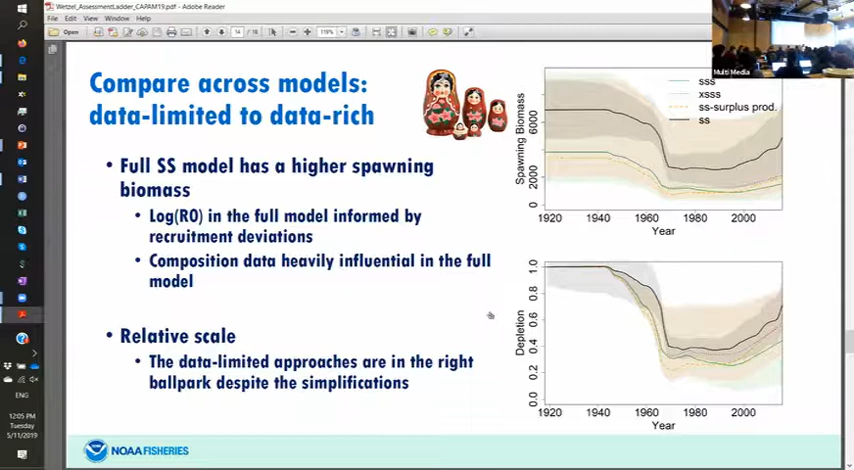 Wetzel_AssessmentLadder_CAPAM19.pdf - Adobe Reader
File Edit View Window Help
Open
14
119%
Multi Media
Compare across models:
data-limited to data-rich
• Full SS model has a higher spawning
biomass
• Log(R0) in the full model informed by
recruitment deviations
• Composition data heavily influential in the full
model
• Relative scale
• The data-limited approaches are in the right
ballpark despite the simplifications
NOAA FISHERIES
sss
xsss
ss-surplus prod.
ss
Spawning Biomass
6000
2000
0
1920 1940 1960 1980 2000
Year
Depletion
1.0
0.8
0.6
0.4
0.2
0.0
1920 1940 1960 1980 2000
Year
ENG
12:05 PM
Tuesday
5/11/2019